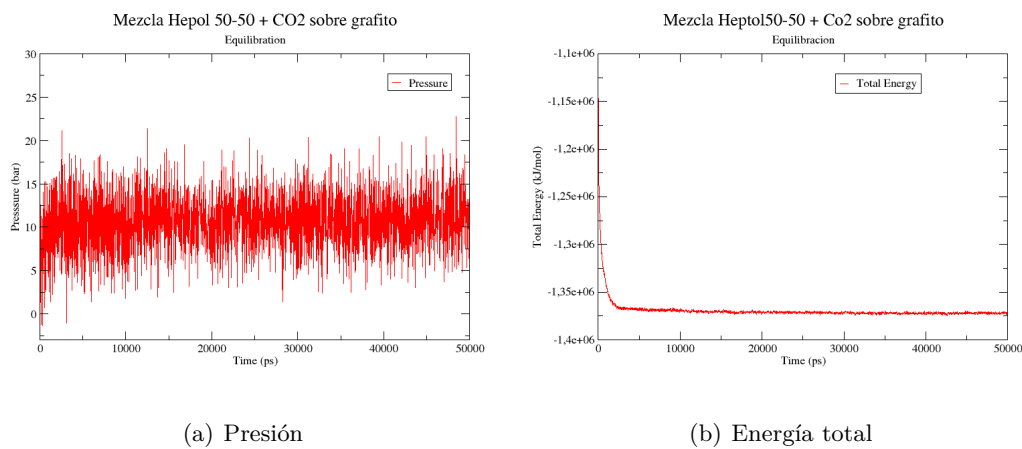 Mezcla Hepol 50-50 + CO2 sobre grafito
Equilibration
Pressure
30
25
20
15
10
5
0
Presssure (bar)
0 10000 20000 30000 40000 50000
Time (ps)
(a) Presión
Mezcla Heptol50-50 + Co2 sobre grafito
Equilibracion
Total Energy
-1,1e+06
-1,15e+06
-1,2e+06
-1,25e+06
-1,3e+06
-1,35e+06
-1,4e+06
Total Energy (kJ/mol)
0 10000 20000 30000 40000 50000
Time (ps)
(b) Energía total